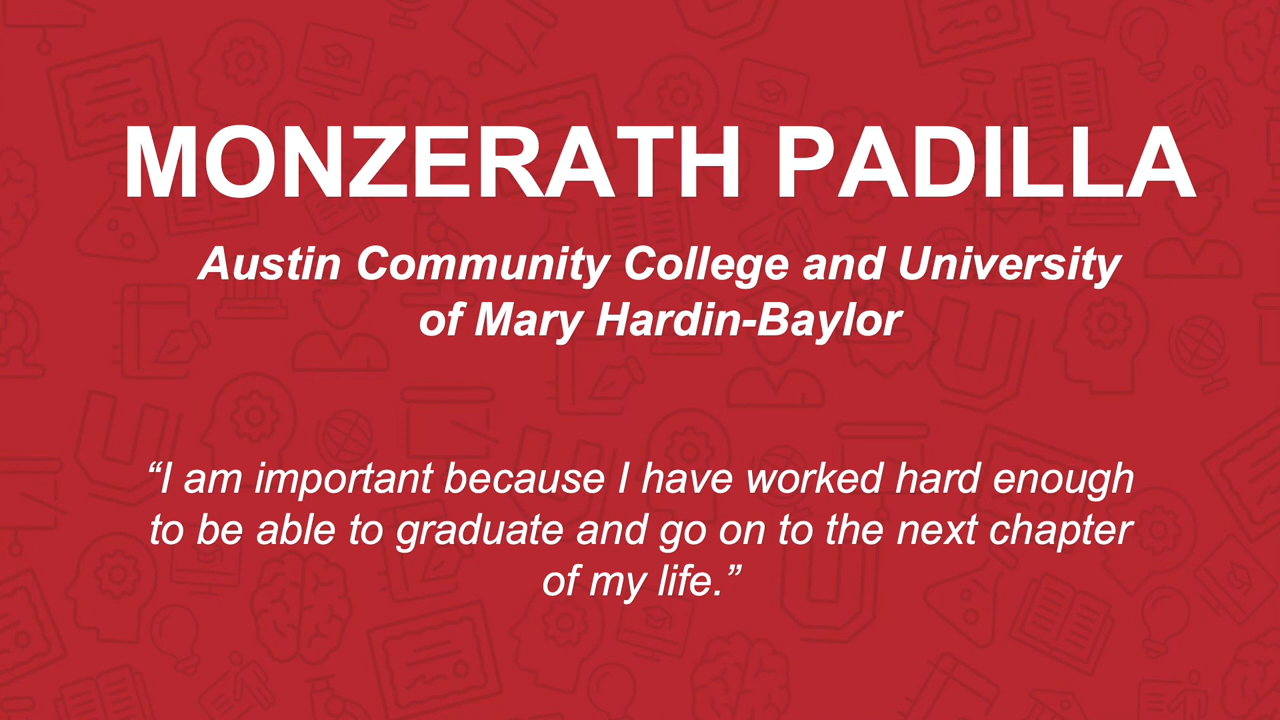 MONZERATH PADILLA
Austin Community College and University
of Mary Hardin-Baylor
“I am important because I have worked hard enough
to be able to graduate and go on to the next chapter
of my life.”